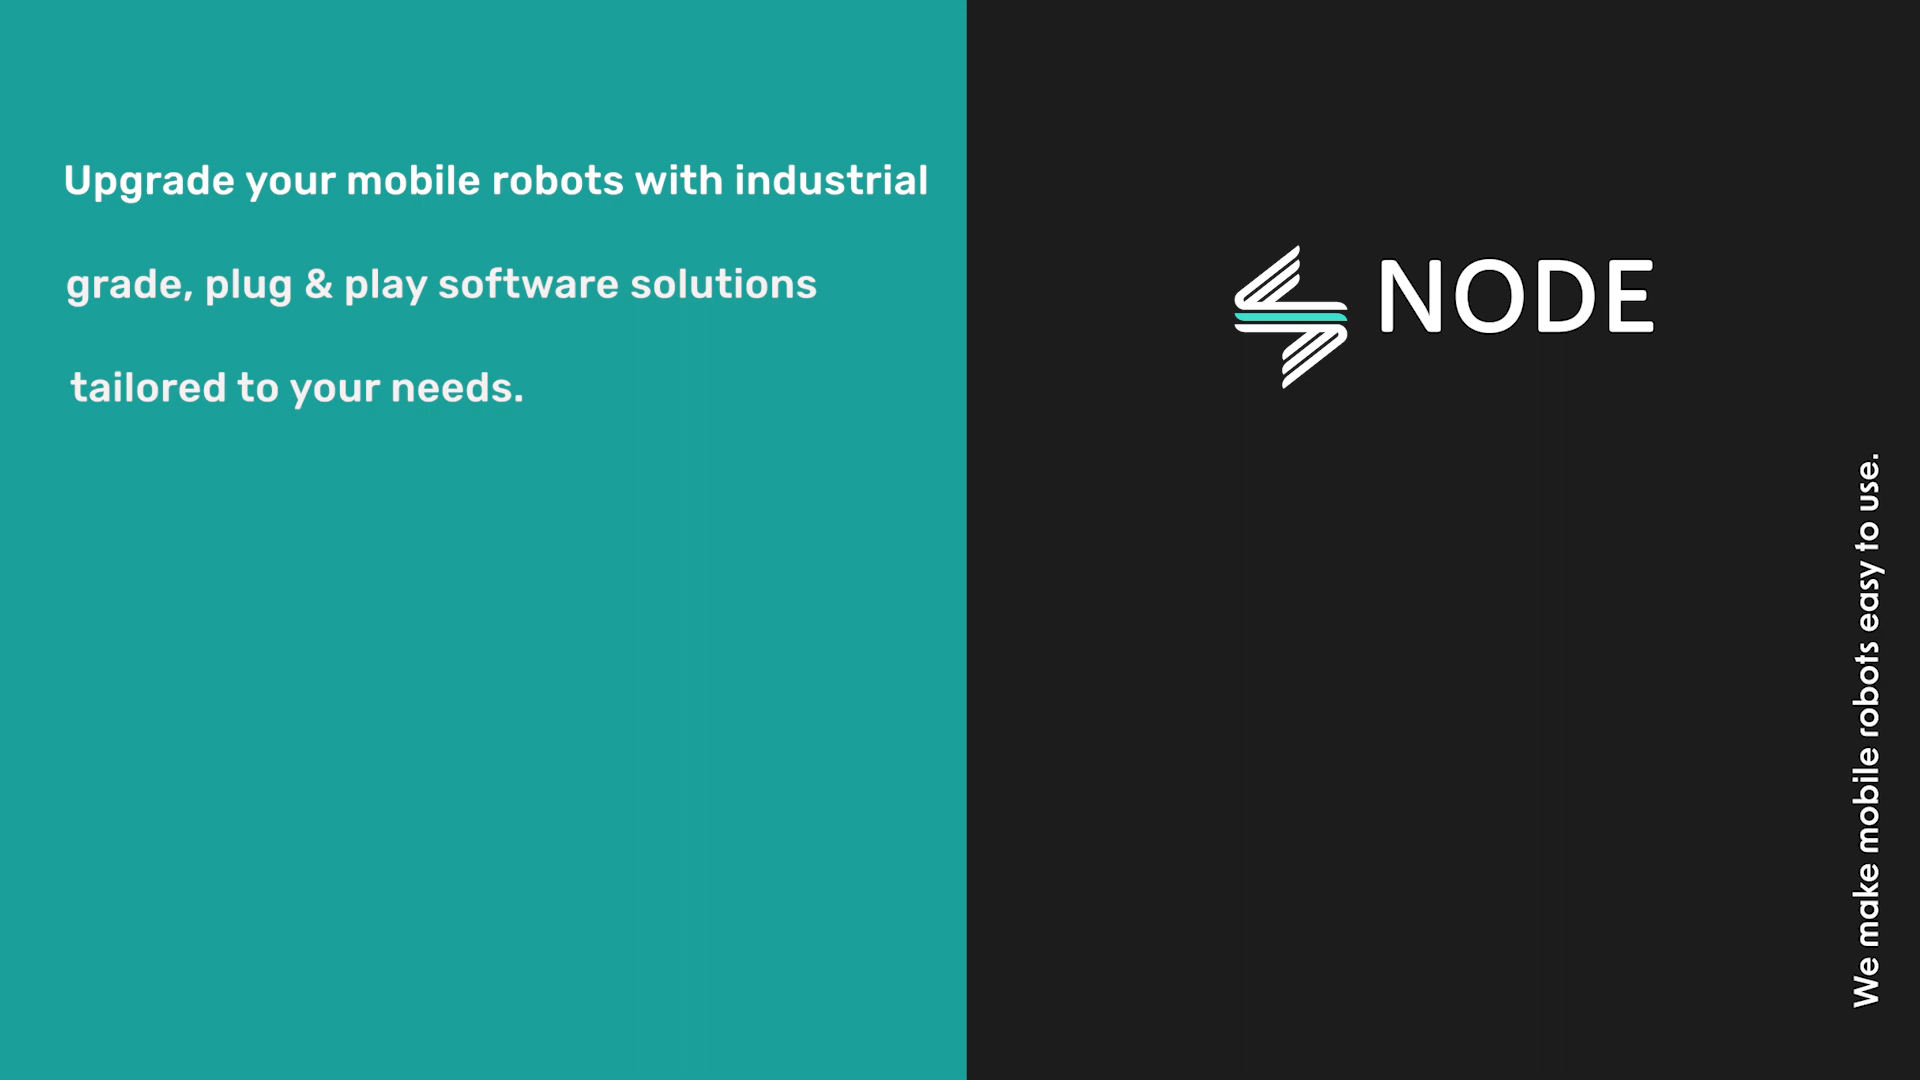 Upgrade your mobile robots with industrial
grade, plug & play software solutions
tailored to your needs.
NODE
We make mobile robots easy to use.